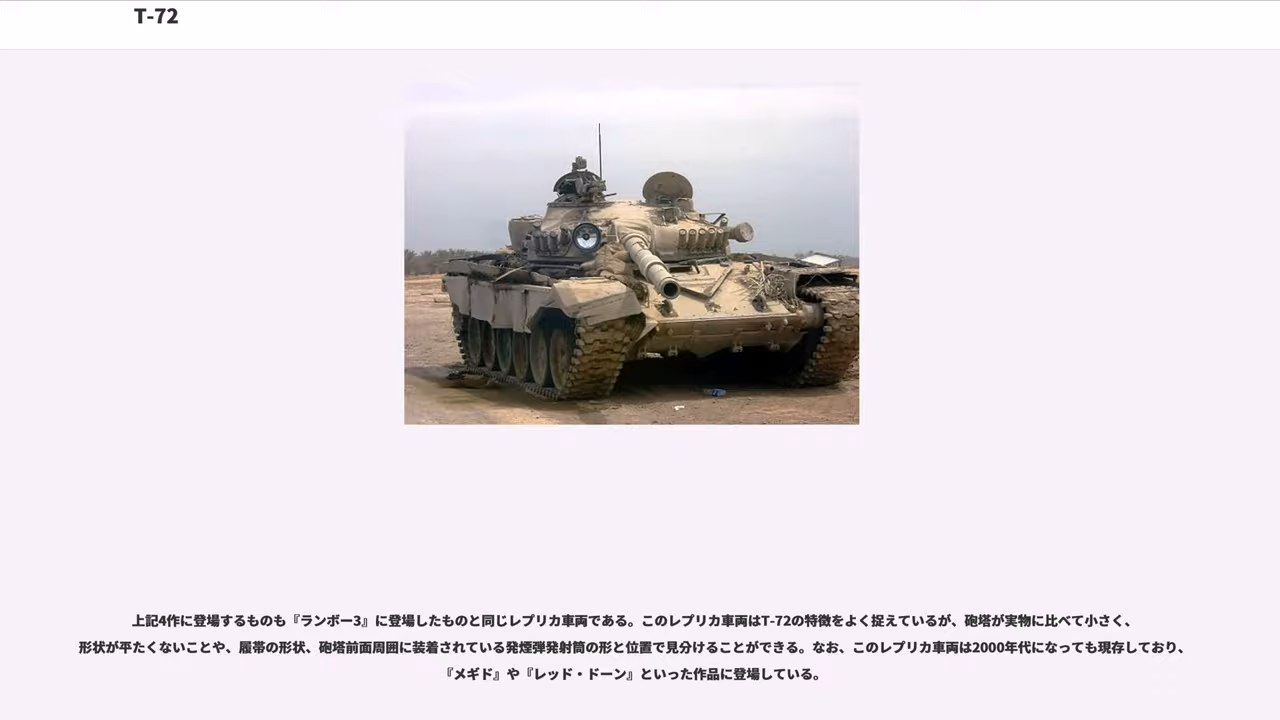 T-72
上記4作に登場するものも『ランボー3』に登場したものと同じレプリカ車両である。このレプリカ車両はT-72の特徴をよく捉えているが、砲塔が実物に比べて小さく、
形状が平たくないことや、履帯の形状、砲塔前面周囲に装着されている発煙弾発射筒の形と位置で見分けることができる。なお、このレプリカ車両は2000年代になっても現存しており、
『メギド』や『レッド・ドーン』といった作品に登場している。